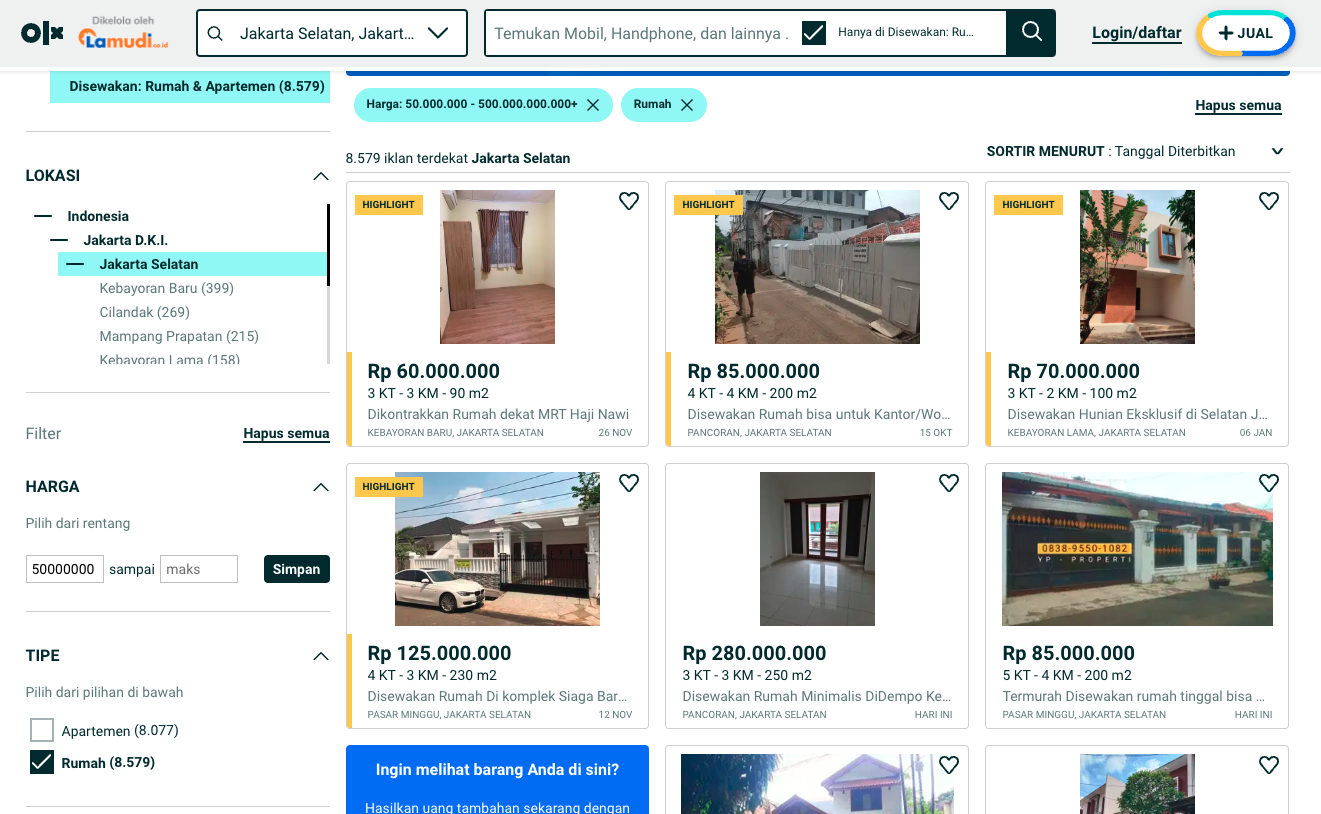 olx
Dikelola oleh
Lamudi.co.id
Jakarta Selatan, Jakart...
Temukan Mobil, Handphone, dan lainnya .
Hanya di Disewakan: Ru...
Login/daftar
JUAL
Disewakan: Rumah & Apartemen (8.579)
Harga: 50.000.000 - 500.000.000.000+
Rumah
Hapus semua
8.579 iklan terdekat Jakarta Selatan
SORTIR MENURUT : Tanggal Diterbitkan
LOKASI
Indonesia
Jakarta D.K.I.
Jakarta Selatan
Kebayoran Baru (399)
Cilandak (269)
Mampang Prapatan (215)
Kebayoran Lama (158)
Filter
Hapus semua
HARGA
Pilih dari rentang
50000000 sampai maks Simpan
TIPE
Pilih dari pilihan di bawah
Apartemen (8.077)
Rumah (8.579)
HIGHLIGHT
Rp 60.000.000
3 KT - 3 KM - 90 m2
Dikontrakkan Rumah dekat MRT Haji Nawi
KEBAYORAN BARU, JAKARTA SELATAN 26 NOV
HIGHLIGHT
Rp 85.000.000
4 KT - 4 KM - 200 m2
Disewakan Rumah bisa untuk Kantor/Wo...
PANCORAN, JAKARTA SELATAN 15 OKT
HIGHLIGHT
Rp 70.000.000
3 KT - 2 KM - 100 m2
Disewakan Hunian Eksklusif di Selatan J...
KEBAYORAN LAMA, JAKARTA SELATAN 06 JAN
HIGHLIGHT
Rp 125.000.000
4 KT - 3 KM - 230 m2
Disewakan Rumah Di komplek Siaga Bar...
PASAR MINGGU, JAKARTA SELATAN 12 NOV
Rp 280.000.000
3 KT - 3 KM - 250 m2
Disewakan Rumah Minimalis DiDempo Ke...
PANCORAN, JAKARTA SELATAN HARI INI
0838-9550-1082
YP - PROPERTI
Rp 85.000.000
5 KT - 4 KM - 200 m2
Termurah Disewakan rumah tinggal bisa ...
PASAR MINGGU, JAKARTA SELATAN HARI INI
Ingin melihat barang Anda di sini?
Hasilkan uang tambahan sekarang dengan